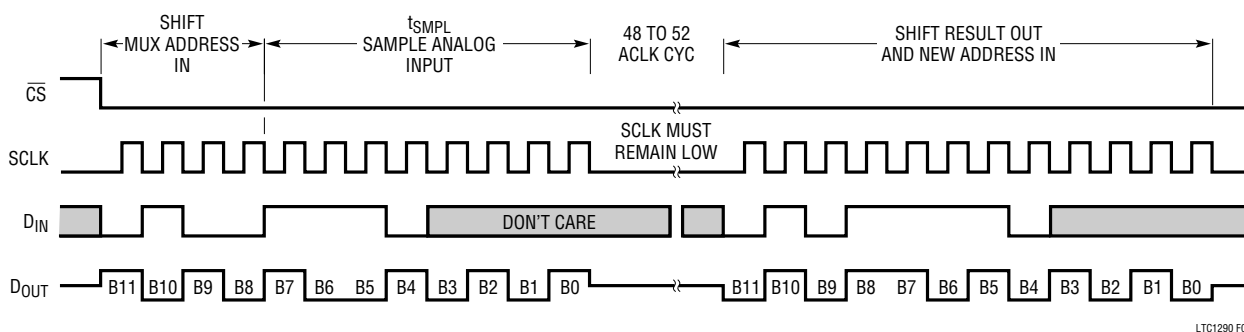 SHIFT
MUX ADDRESS
IN
tSMPL
SAMPLE ANALOG
INPUT
48 TO 52
ACLK CYC
SHIFT RESULT OUT
AND NEW ADDRESS IN
CS
SCLK
SCLK MUST
REMAIN LOW
DIN
DON'T CARE
DOUT
B11 B10 B9 B8 B7 B6 B5 B4 B3 B2 B1 B0 B11 B10 B9 B8 B7 B6 B5 B4 B3 B2 B1 B0
LTC1290